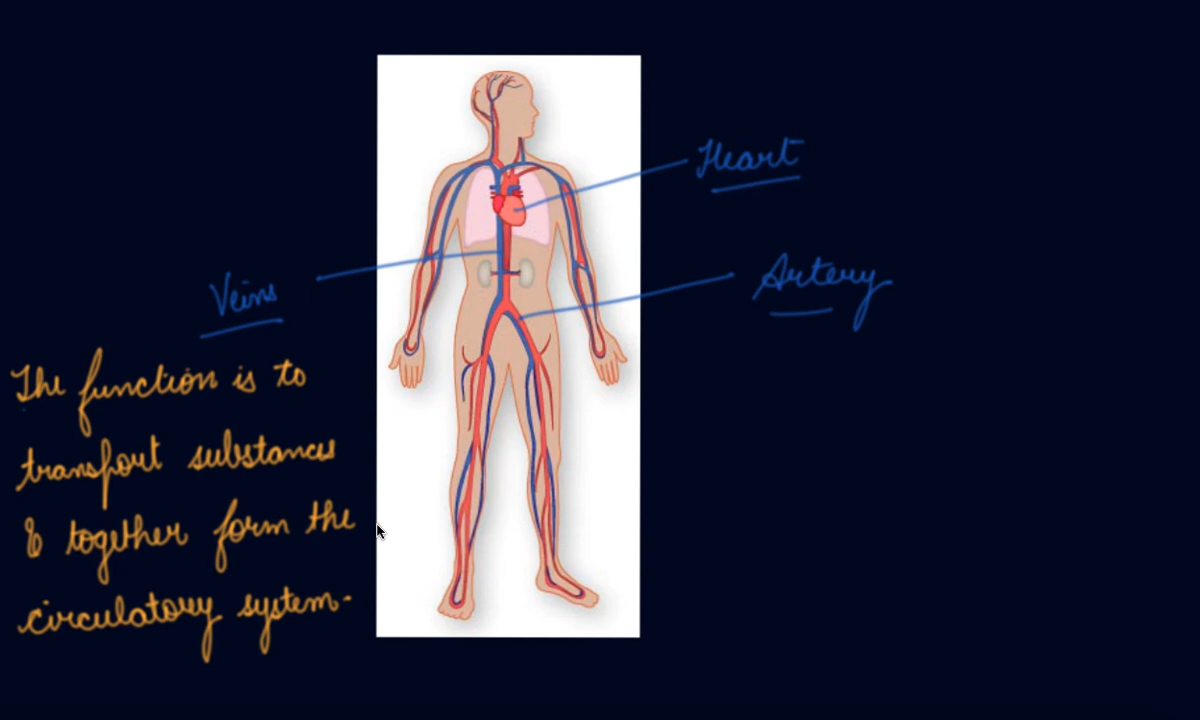 Heart
Artery
Veins
The function is to
transport substances
& together form the
circulatory system.